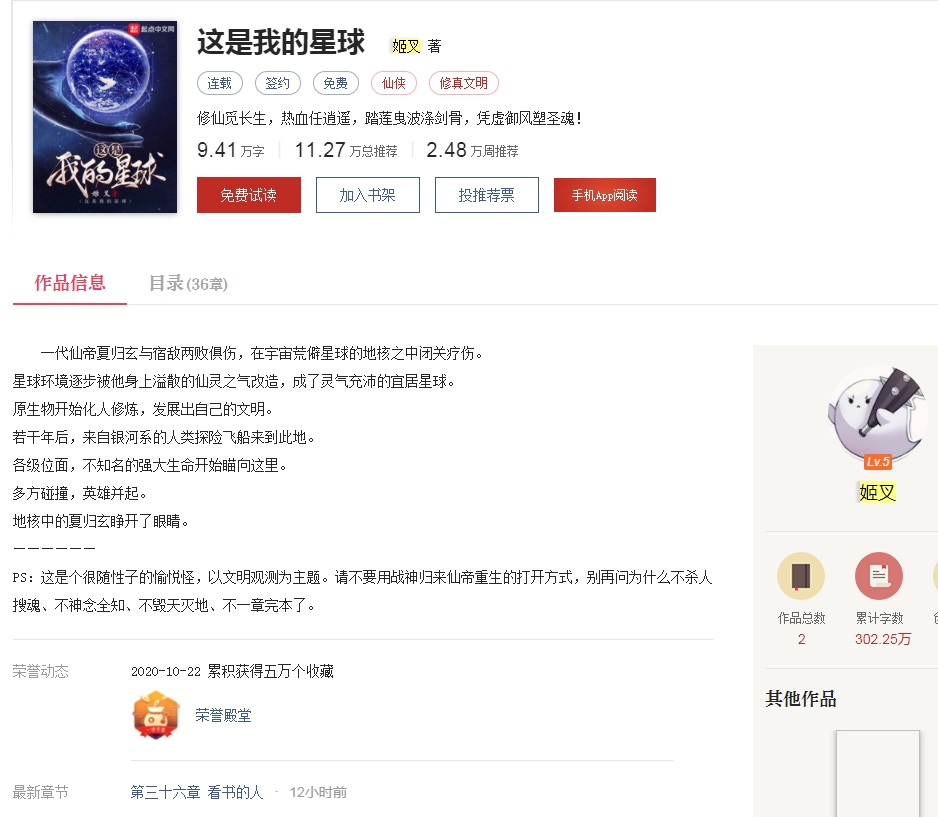 起点中文网
这是我的星球 姬叉 著
连载 签约 免费 仙侠 修真文明
修仙觅长生，热血任逍遥，踏莲曳波涤剑骨，凭虚御风塑圣魂！
9.41 万字 11.27 万总推荐 2.48 万周推荐
这是
我的星球
姬叉 著
(这是我的星球)
免费试读 加入书架 投推荐票 手机App阅读
作品信息 目录(36章)
一代仙帝夏归玄与宿敌两败俱伤，在宇宙荒僻星球的地核之中闭关疗伤。
星球环境逐步被他身上溢散的仙灵之气改造，成了灵气充沛的宜居星球。
原生物开始化人修炼，发展出自己的文明。
若干年后，来自银河系的人类探险飞船来到此地。
各级位面，不知名的强大生命开始瞄向这里。
多方碰撞，英雄并起。
地核中的夏归玄睁开了眼睛。
——————
PS：这是个很随性子的愉悦怪，以文明观测为主题。请不要用战神归来仙帝重生的打开方式，别再问为什么不杀人
搜魂、不神念全知、不毁天灭地、不一章完本了。
荣誉动态 2020-10-22 累积获得五万个收藏
荣誉殿堂
最新章节 第三十六章 看书的人 · 12小时前
Lv.5
姬叉
作品总数 累计字数
2 302.25万
其他作品